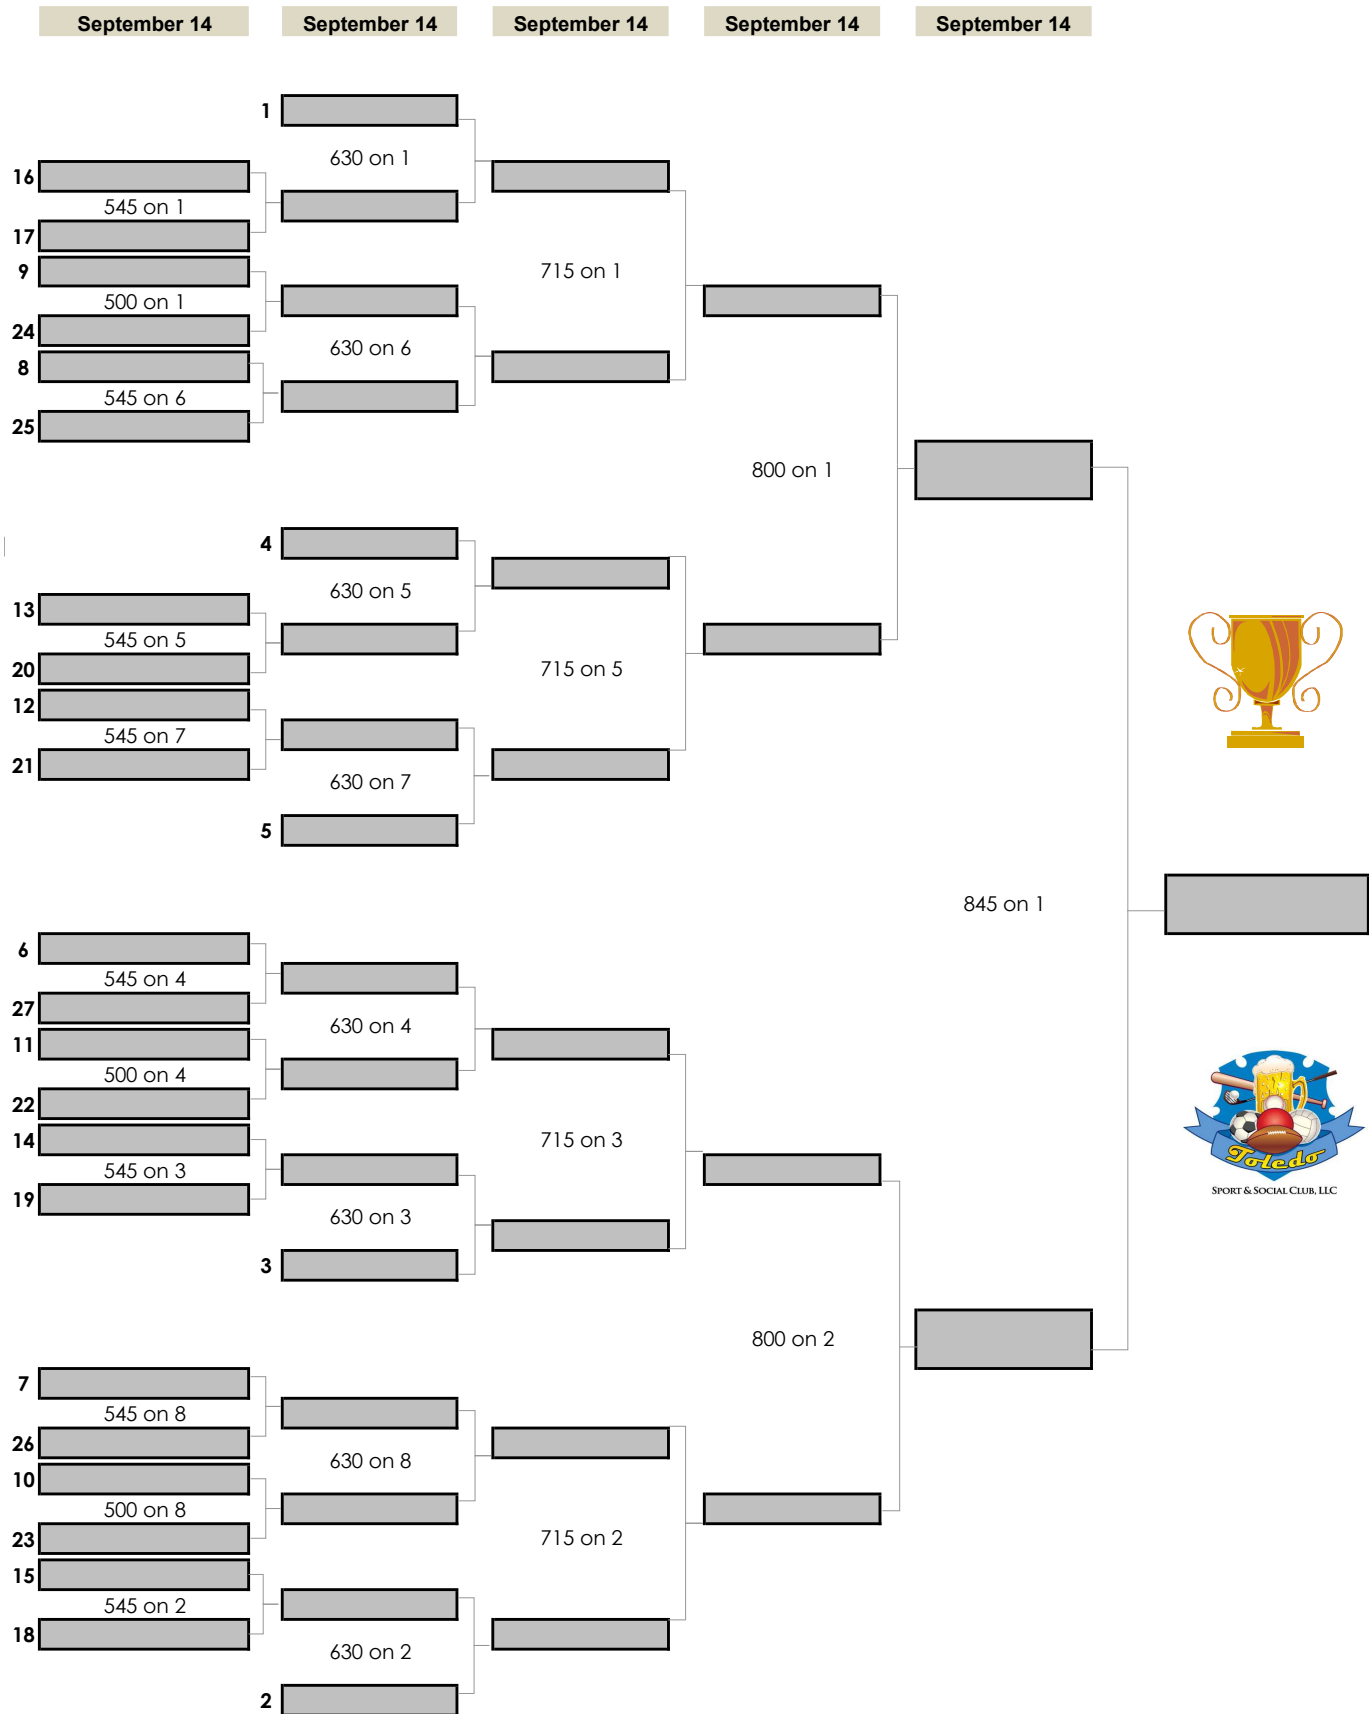 September 14 September 14 September 14 September 14 September 14
1
630 on 1
16
545 on 1
17
9
715 on 1
500 on 1
24
630 on 6
8
545 on 6
25
800 on 1
4
630 on 5
13
545 on 5
20
715 on 5
12
545 on 7
21
630 on 7
5
845 on 1
6
545 on 4
27
630 on 4
11
500 on 4
22
14
715 on 3
545 on 3
19
630 on 3
3
Toledo
SPORT & SOCIAL CLUB, LLC
800 on 2
7
545 on 8
26
630 on 8
10
500 on 8
23
715 on 2
15
545 on 2
18
630 on 2
2